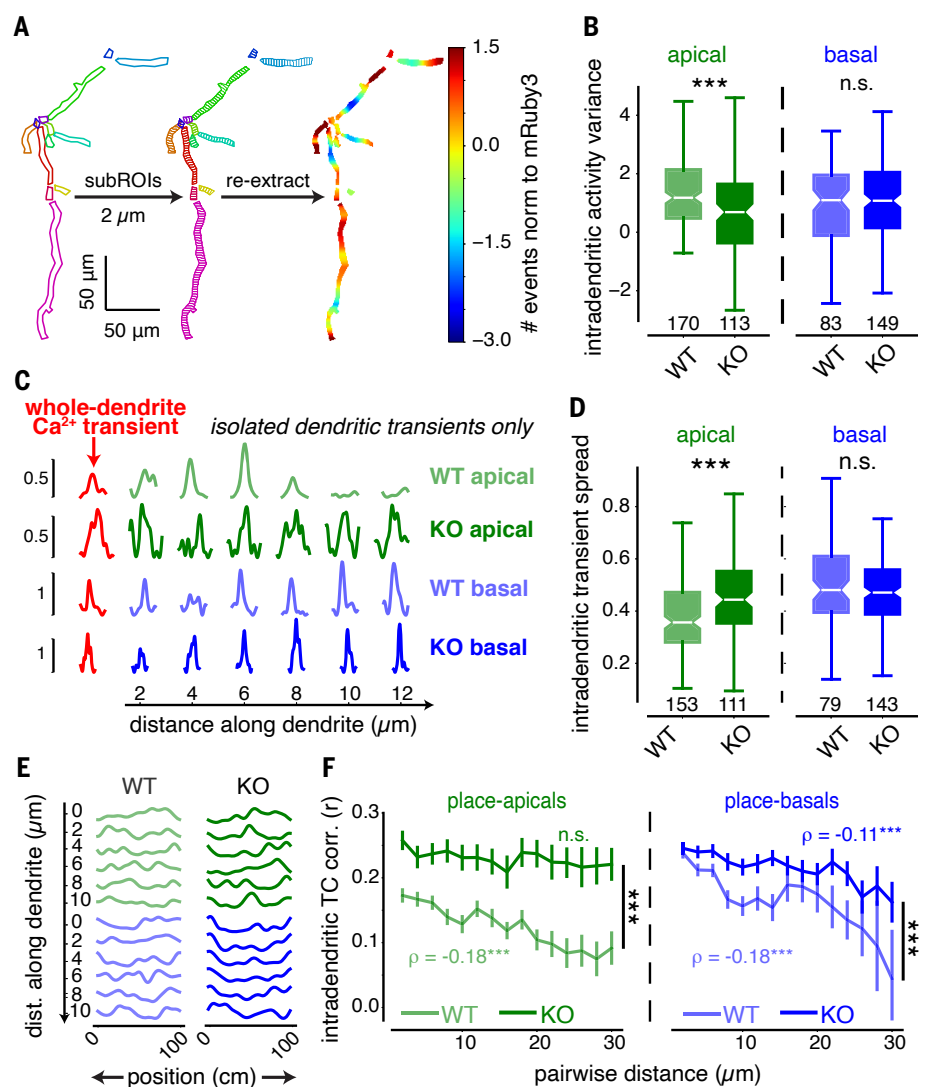 A
subROIs
2 µm
re-extract
50 µm
50 µm
1.5
0.0
−1.5
−3.0
# events norm to mRuby3
B
apical
basal
***
n.s.
intradendritic activity variance
4
2
0
−2
170
113
83
149
WT
KO
WT
KO
C
whole-dendrite
Ca2+ transient
isolated dendritic transients only
0.5
WT apical
0.5
KO apical
1
WT basal
1
KO basal
2 4 6 8 10 12
distance along dendrite (µm)
D
apical
basal
***
n.s.
intradendritic transient spread
0.8
0.6
0.4
0.2
153
111
79
143
WT
KO
WT
KO
E
WT
KO
dist. along dendrite (µm)
0
2
4
6
8
10
0
2
4
6
8
10
0
100
0
100
position (cm)
F
intradendritic TC corr. (r)
0.3
0.2
0.1
0.0
place-apicals
n.s.
***
ρ = -0.18***
WT
KO
place-basals
ρ = -0.11***
***
ρ = -0.18***
WT
KO
10 20 30
10 20 30
pairwise distance (µm)